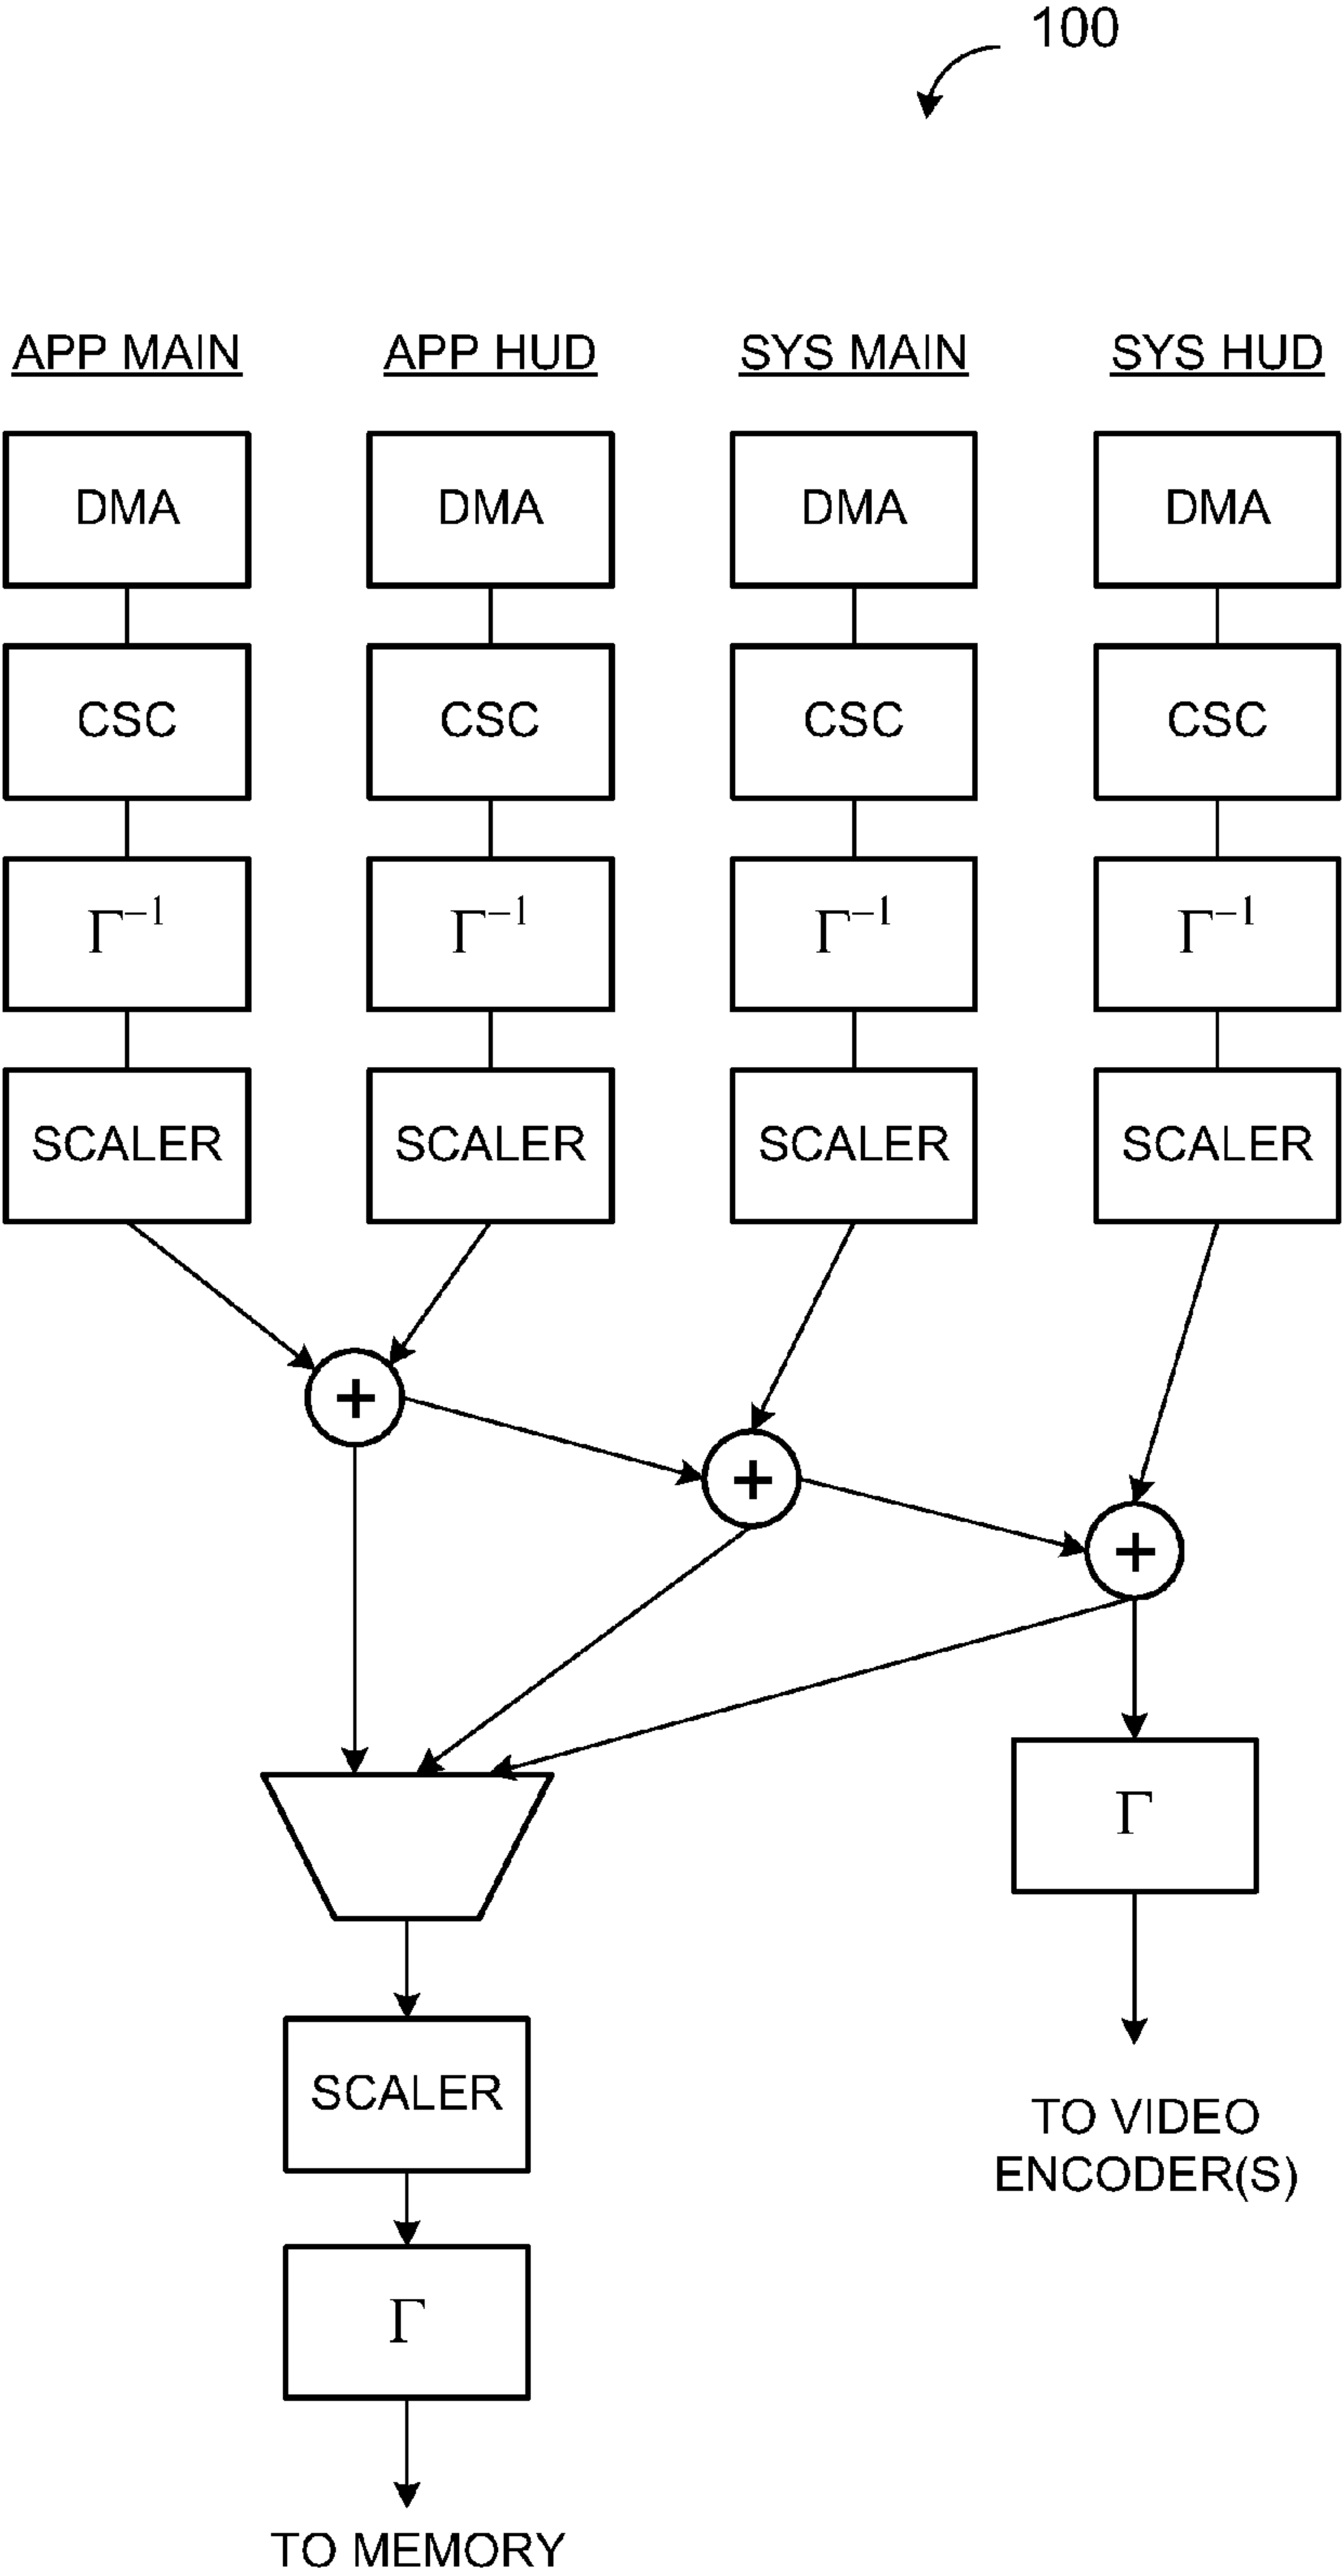 100
APP MAIN APP HUD SYS MAIN SYS HUD
DMA DMA DMA DMA
CSC CSC CSC CSC
Γ⁻¹ Γ⁻¹ Γ⁻¹ Γ⁻¹
SCALER SCALER SCALER SCALER
+
+
+
Γ
SCALER
TO VIDEO
ENCODER(S)
Γ
TO MEMORY